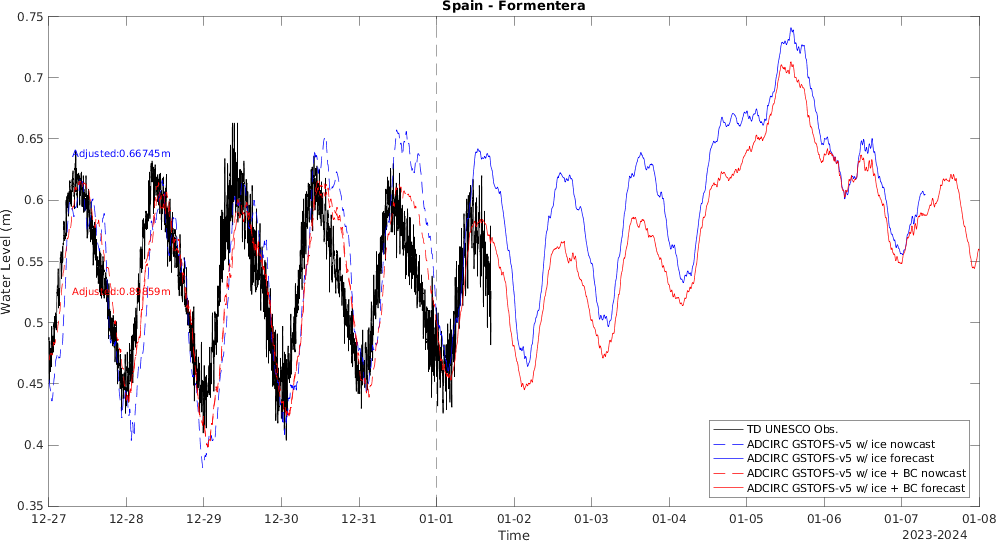 Spain - Formentera
0.75
0.7
0.65
0.6
0.55
0.5
0.45
0.4
0.35
Water Level (m)
Adjusted:0.66745m
Adjusted:0.89859m
TD UNESCO Obs.
ADCIRC GSTOFS-v5 w/ ice nowcast
ADCIRC GSTOFS-v5 w/ ice forecast
ADCIRC GSTOFS-v5 w/ ice + BC nowcast
ADCIRC GSTOFS-v5 w/ ice + BC forecast
12-27 12-28 12-29 12-30 12-31 01-01 01-02 01-03 01-04 01-05 01-06 01-07 01-08
Time
2023-2024